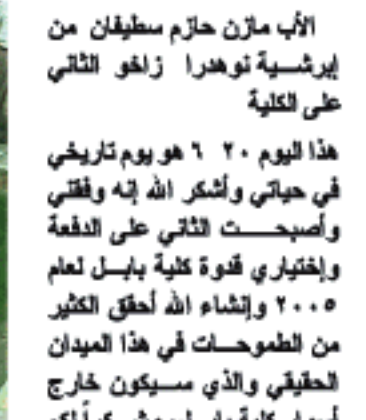 الأب مازن حازم سطيفان من
إبرشية نوهدرا زاخو الثاني
على الكلية
هذا اليوم ٢٠ ٦ هو يوم تاريخي
في حياتي وأشكر الله إنه وفقني
وأصبحت الثاني على الدفعة
وإختياري قدوة كلية بابل لعام
٢٠٠٥ وإنشاء الله أحقق الكثير
من الطموحات في هذا الميدان
الحقيقي والذي سيكون خارج
كلية